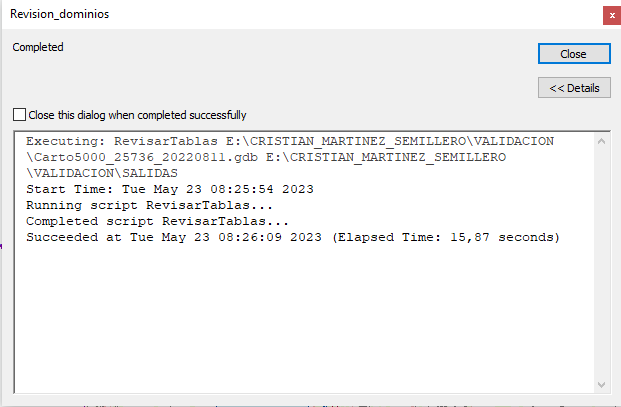 Revision_dominios
x
Completed
Close
<< Details
Close this dialog when completed successfully
Executing: RevisarTablas E:\CRISTIAN_MARTINEZ_SEMILLERO\VALIDACION
\Carto5000_25736_20220811.gdb E:\CRISTIAN_MARTINEZ_SEMILLERO
\VALIDACION\SALIDAS
Start Time: Tue May 23 08:25:54 2023
Running script RevisarTablas...
Completed script RevisarTablas...
Succeeded at Tue May 23 08:26:09 2023 (Elapsed Time: 15,87 seconds)